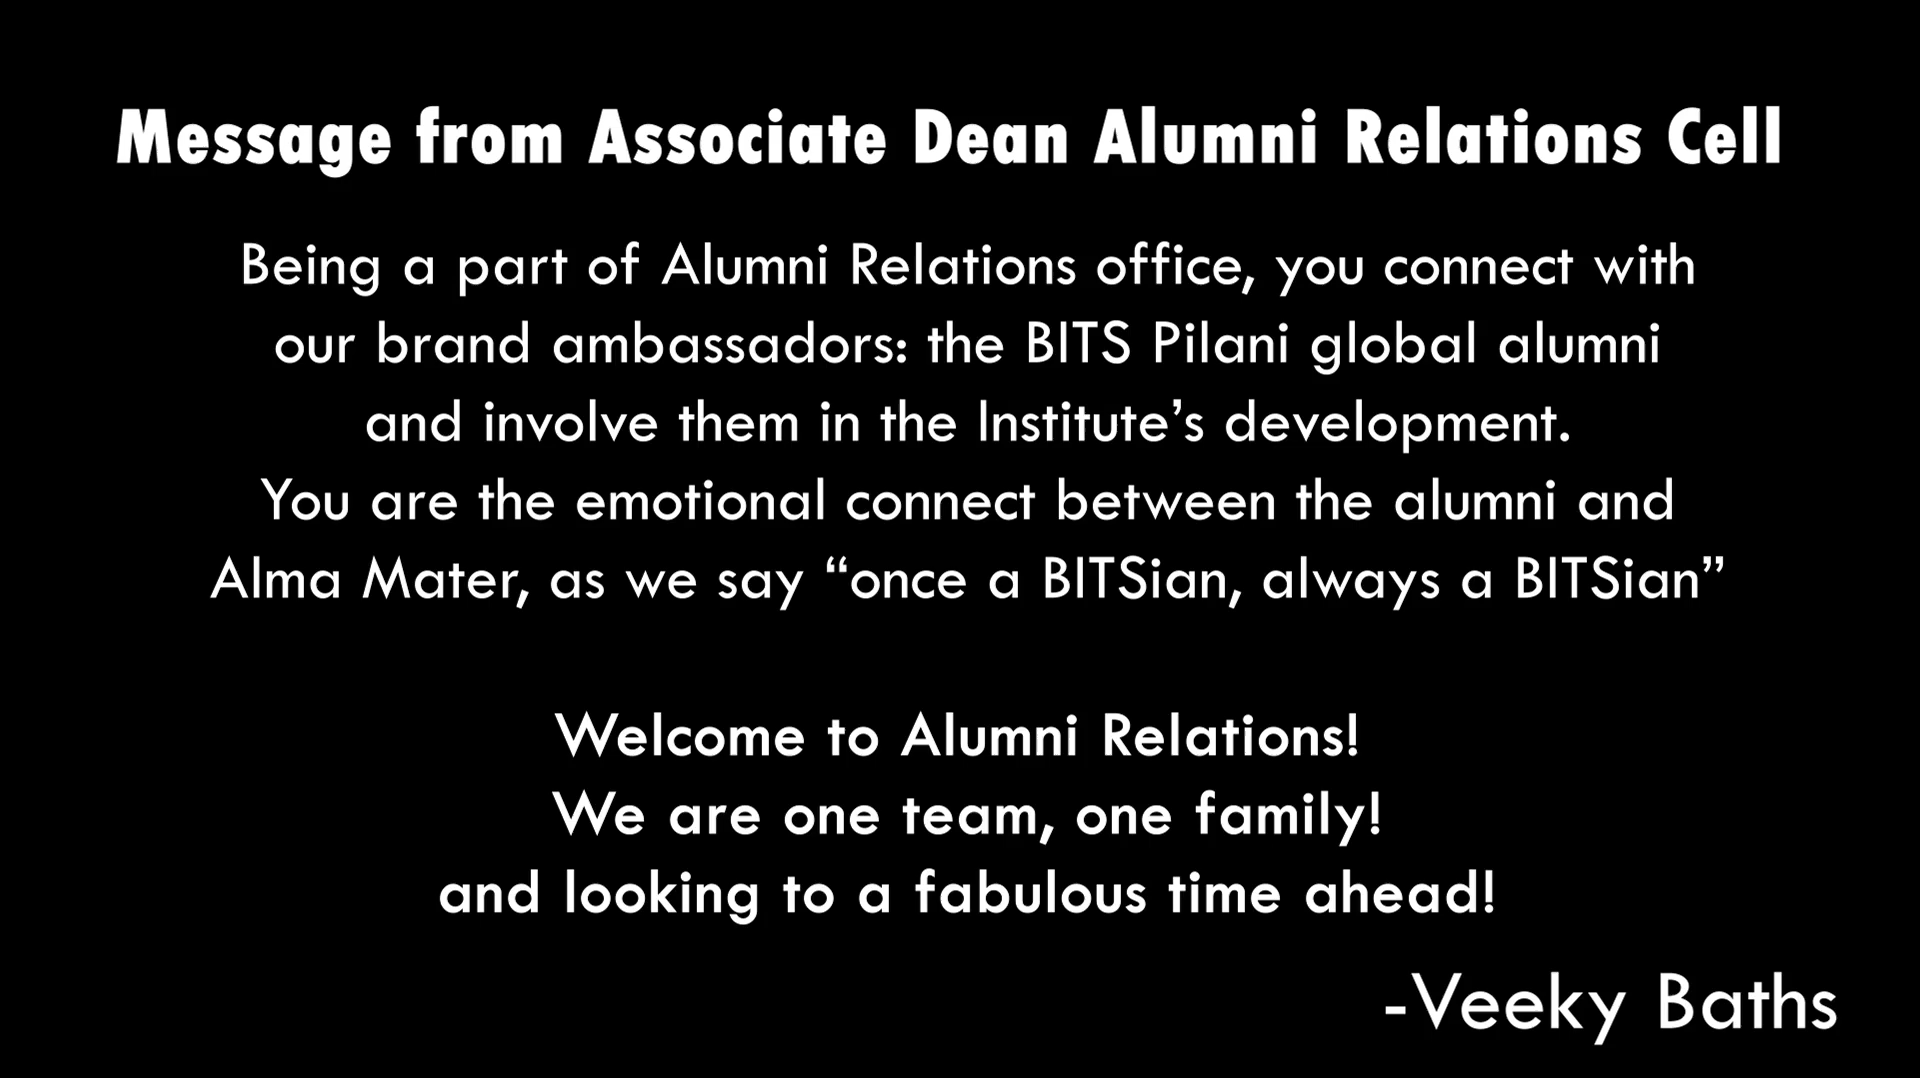 Message from Associate Dean Alumni Relations Cell
Being a part of Alumni Relations office, you connect with
our brand ambassadors: the BITS Pilani global alumni
and involve them in the Institute’s development.
You are the emotional connect between the alumni and
Alma Mater, as we say “once a BITSian, always a BITSian”
Welcome to Alumni Relations!
We are one team, one family!
and looking to a fabulous time ahead!
-Veeky Baths